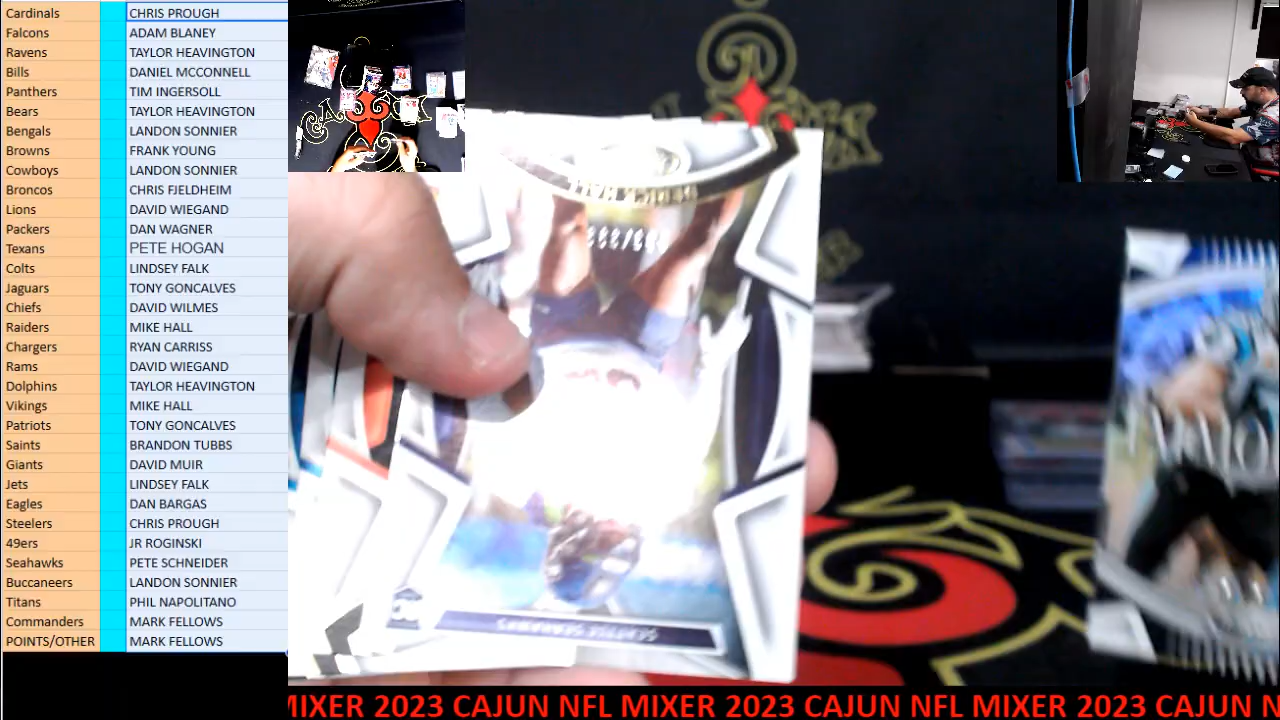 Cardinals CHRIS PROUGH
Falcons ADAM BLANEY
Ravens TAYLOR HEAVINGTON
Bills DANIEL MCCONNELL
Panthers TIM INGERSOLL
Bears TAYLOR HEAVINGTON
Bengals LANDON SONNIER
Browns FRANK YOUNG
Cowboys LANDON SONNIER
Broncos CHRIS FJELDHEIM
Lions DAVID WIEGAND
Packers DAN WAGNER
Texans PETE HOGAN
Colts LINDSEY FALK
Jaguars TONY GONCALVES
Chiefs DAVID WILMES
Raiders MIKE HALL
Chargers RYAN CARRISS
Rams DAVID WIEGAND
Dolphins TAYLOR HEAVINGTON
Vikings MIKE HALL
Patriots TONY GONCALVES
Saints BRANDON TUBBS
Giants DAVID MUIR
Jets LINDSEY FALK
Eagles DAN BARGAS
Steelers CHRIS PROUGH
49ers JR ROGINSKI
Seahawks PETE SCHNEIDER
Buccaneers LANDON SONNIER
Titans PHIL NAPOLITANO
Commanders MARK FELLOWS
POINTS/OTHER MARK FELLOWS
SEATTLE SEAHAWKS
MIXER 2023 CAJUN NFL MIXER 2023 CAJUN NFL MIXER 2023 CAJUN N